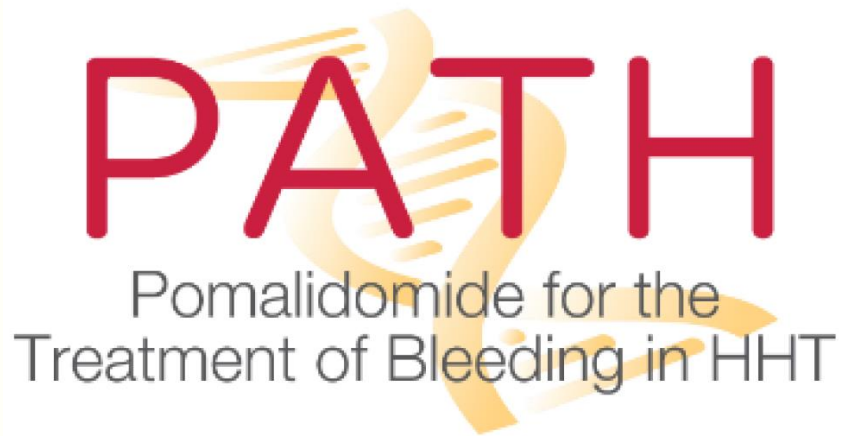 PATH
Pomalidomide for the
Treatment of Bleeding in HHT